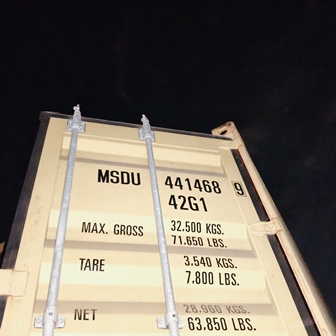 MSDU 441468 9
42G1
MAX. GROSS 32.500 KGS.
71.650 LBS.
TARE 3.540 KGS.
7.800 LBS.
NET 28.960 KGS.
63.850 LBS.